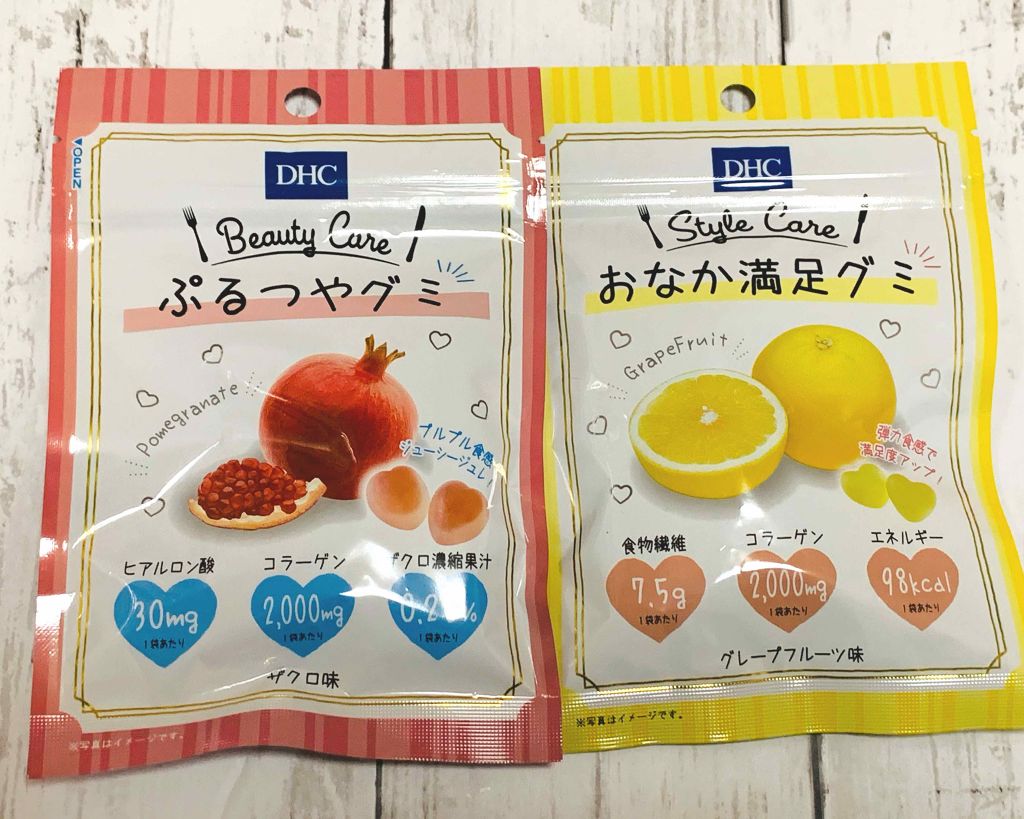 ◀OPEN
DHC
Beauty Care
ぷるつやグミ
Pomegranate
プルプル食感
ジューシージュレ!
ヒアルロン酸
30mg
1袋あたり
コラーゲン
2,000mg
1袋あたり
ザクロ濃縮果汁
1袋あたり
ザクロ味
※写真はイメージです。
DHC
Style Care
おなか満足グミ
GrapeFruit
弾力食感で
満足度アップ!
食物繊維
7.5g
1袋あたり
コラーゲン
2,000mg
1袋あたり
エネルギー
98kcal
1袋あたり
グレープフルーツ味
※写真はイメージです。